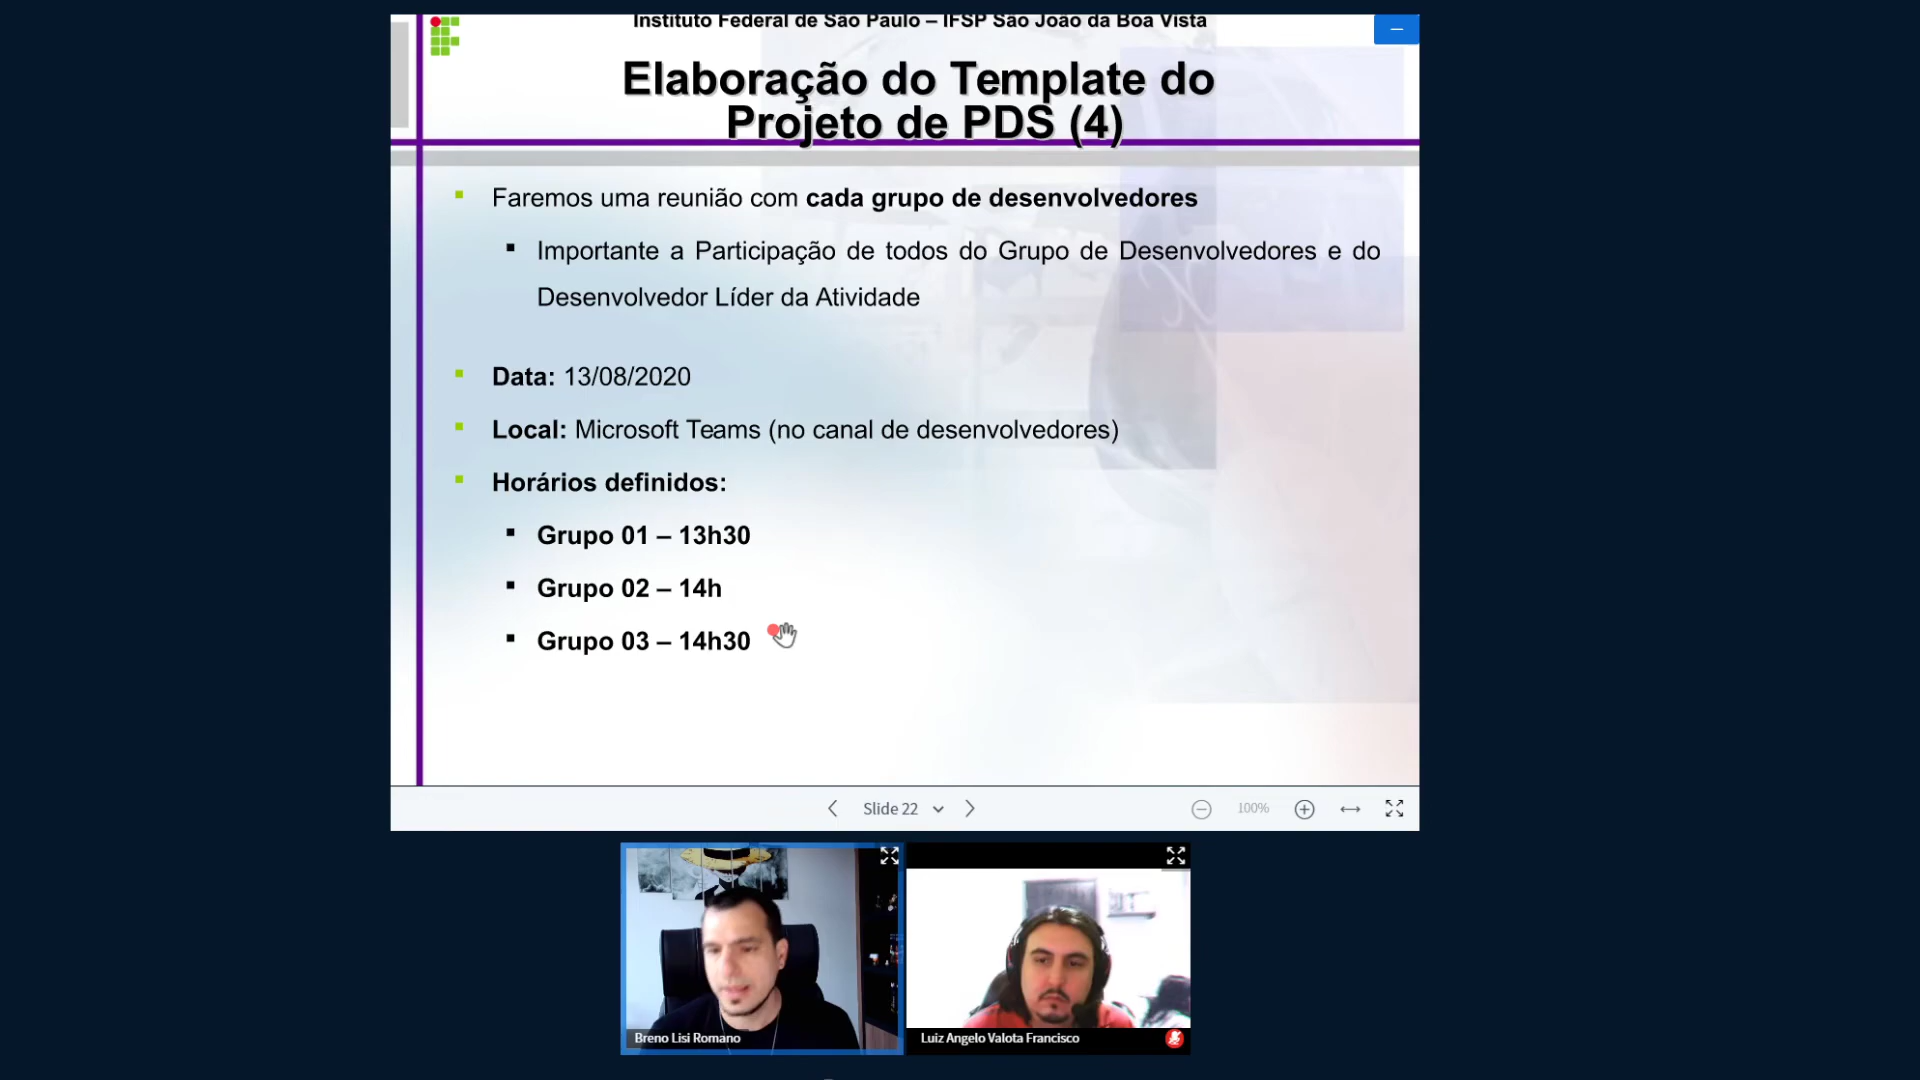 Instituto Federal de São Paulo – IFSP São João da Boa Vista
Elaboração do Template do
Projeto de PDS (4)
Faremos uma reunião com cada grupo de desenvolvedores
Importante a Participação de todos do Grupo de Desenvolvedores e do
Desenvolvedor Líder da Atividade
Data: 13/08/2020
Local: Microsoft Teams (no canal de desenvolvedores)
Horários definidos:
Grupo 01 – 13h30
Grupo 02 – 14h
Grupo 03 – 14h30
Slide 22
100%
Breno Lisi Romano
Luiz Angelo Valota Francisco